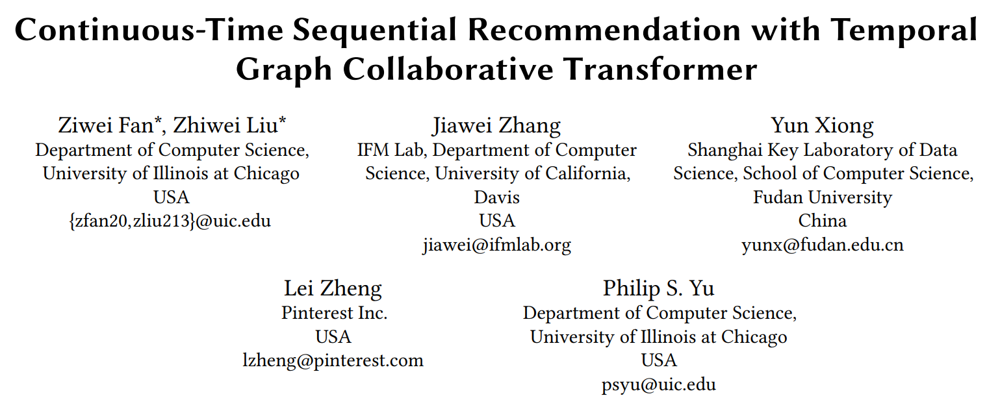 Continuous-Time Sequential Recommendation with Temporal
Graph Collaborative Transformer
Ziwei Fan*, Zhiwei Liu*
Department of Computer Science,
University of Illinois at Chicago
USA
{zfan20,zliu213}@uic.edu
Jiawei Zhang
IFM Lab, Department of Computer
Science, University of California,
Davis
USA
jiawei@ifmlab.org
Yun Xiong
Shanghai Key Laboratory of Data
Science, School of Computer Science,
Fudan University
China
yunx@fudan.edu.cn
Lei Zheng
Pinterest Inc.
USA
lzheng@pinterest.com
Philip S. Yu
Department of Computer Science,
University of Illinois at Chicago
USA
psyu@uic.edu